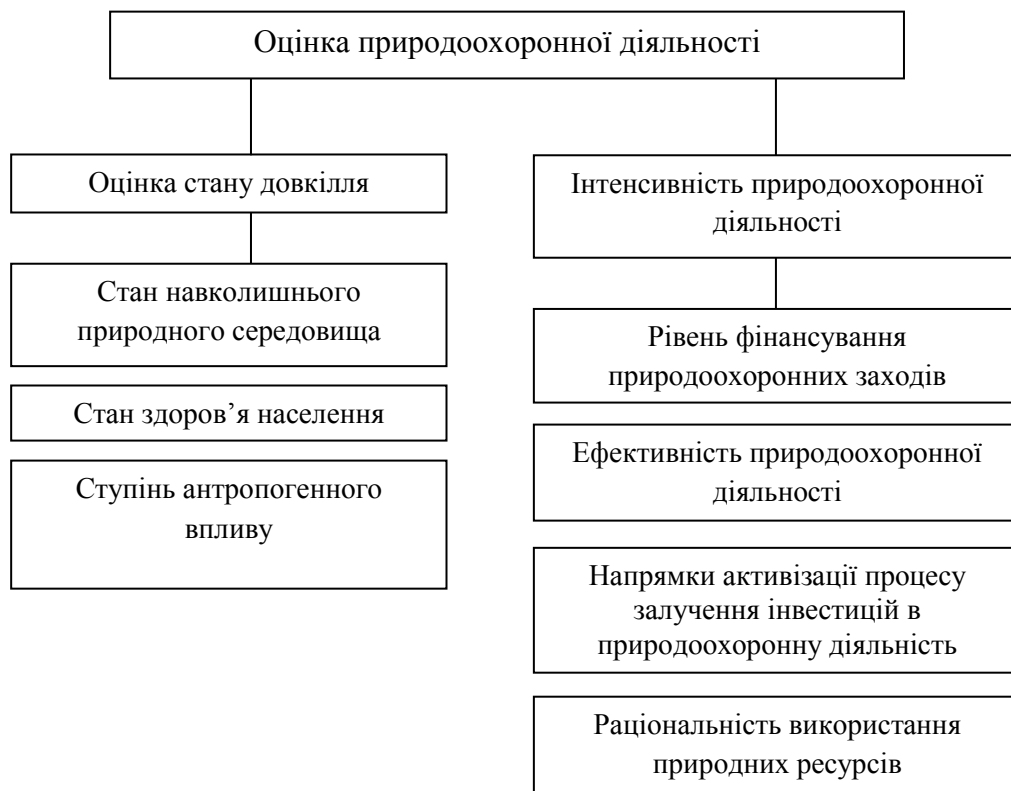 Оцінка природоохоронної діяльності
Оцінка стану довкілля
Стан навколишнього
природного середовища
Стан здоров’я населення
Ступінь антропогенного
впливу
Інтенсивність природоохоронної
діяльності
Рівень фінансування
природоохоронних заходів
Ефективність природоохоронної
діяльності
Напрямки активізації процесу
залучення інвестицій в
природоохоронну діяльність
Раціональність використання
природних ресурсів